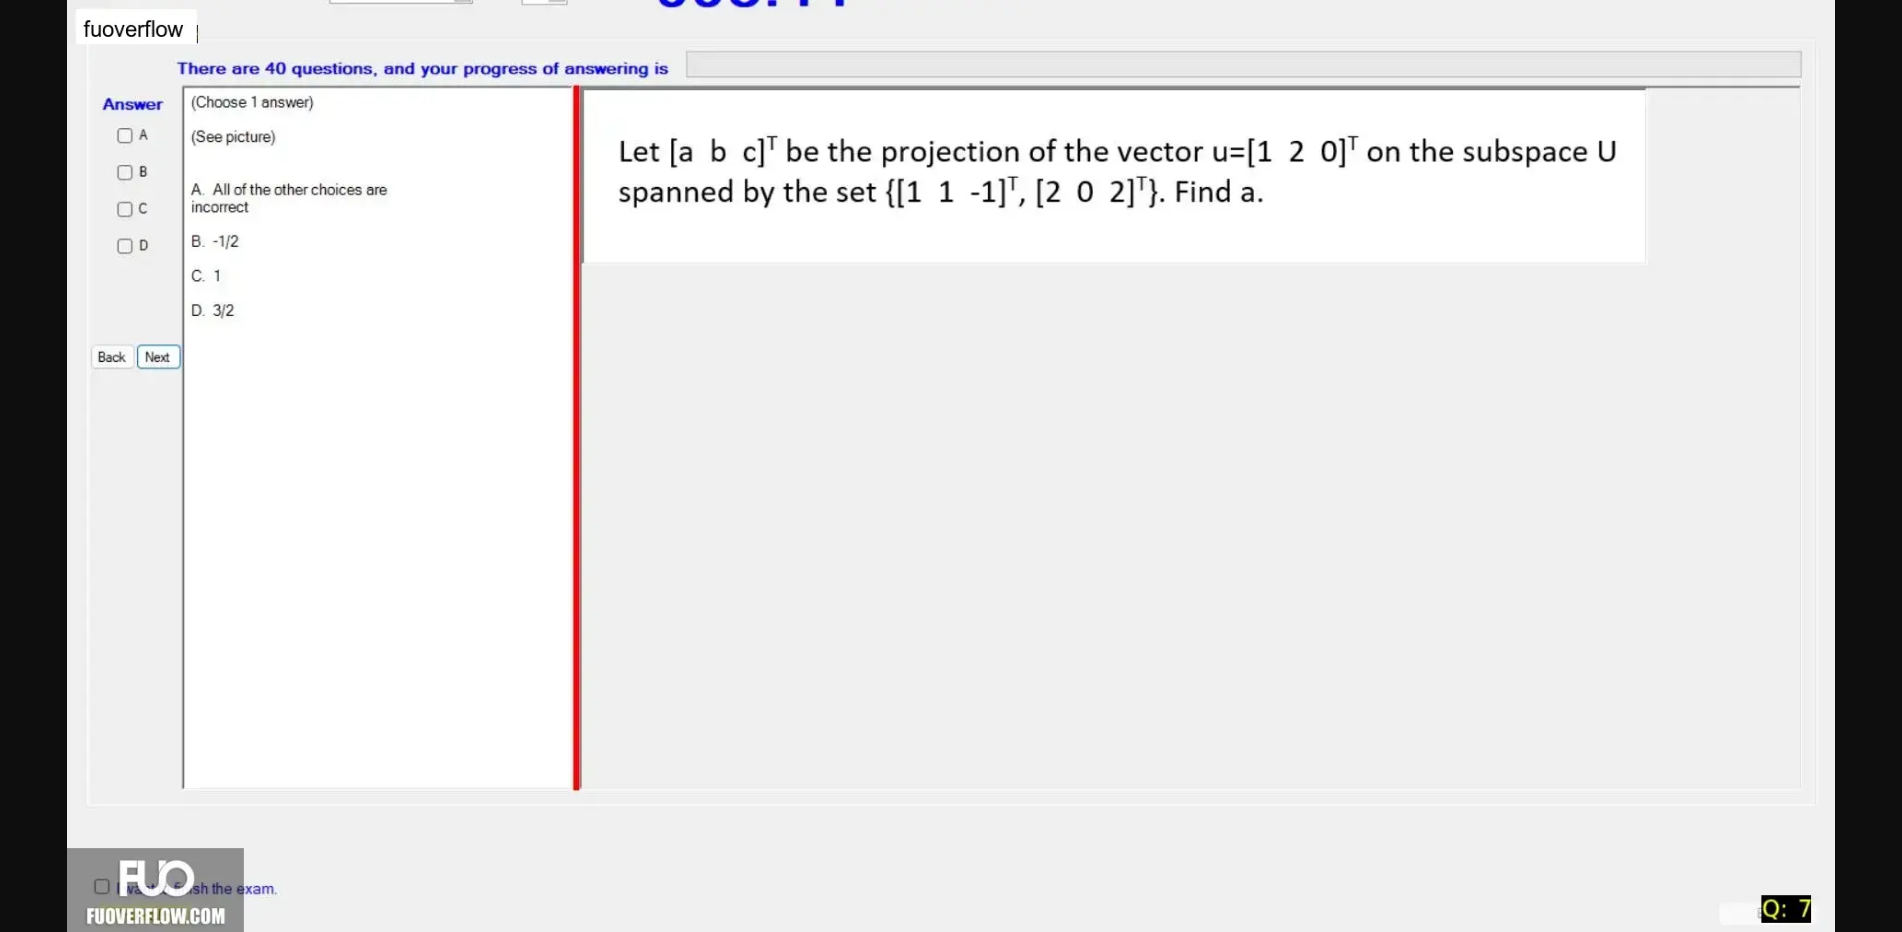 fuoverflow
There are 40 questions, and your progress of answering is
Answer
A
B
C
D
Back Next
(Choose 1 answer)
(See picture)
A. All of the other choices are
incorrect
B. -1/2
C. 1
D. 3/2
Let [a b c]ᵀ be the projection of the vector u=[1 2 0]ᵀ on the subspace U
spanned by the set {[1 1 -1]ᵀ, [2 0 2]ᵀ}. Find a.
FUO
sh the exam.
FUOVERFLOW.COM
Q: 7